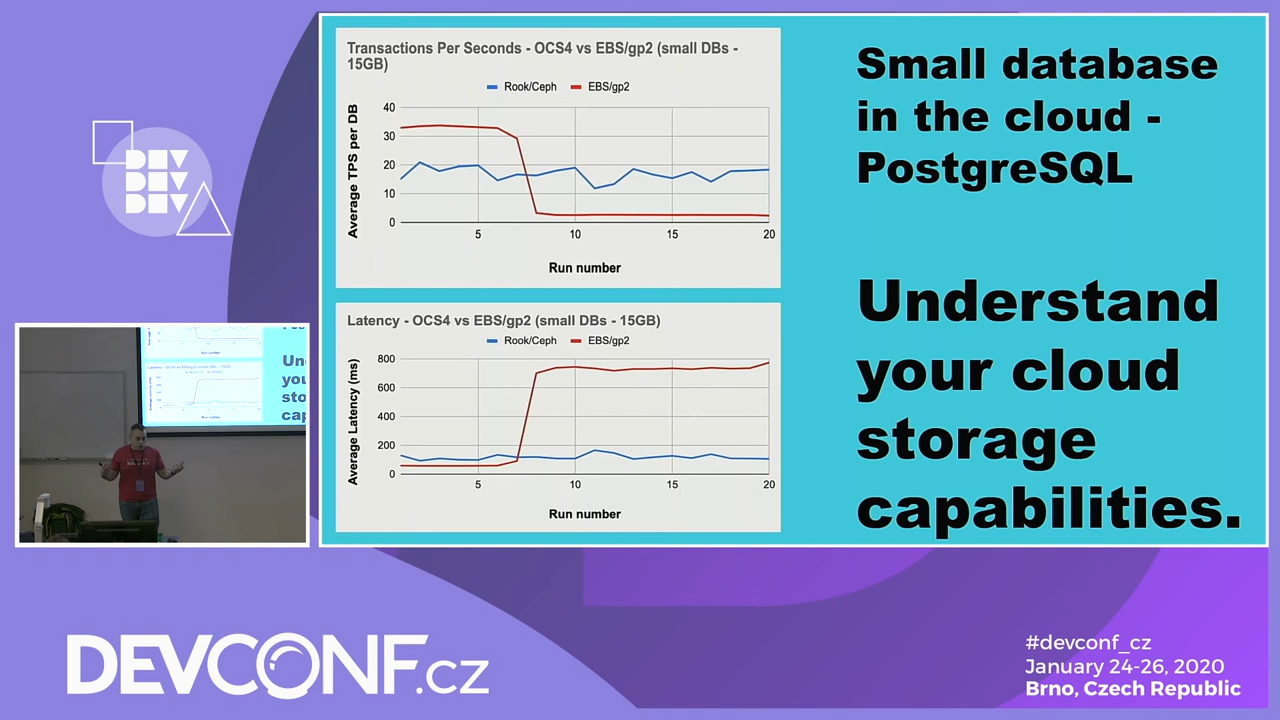 Transactions Per Seconds - OCS4 vs EBS/gp2 (small DBs -
15GB)
Rook/Ceph
EBS/gp2
Average TPS per DB
40
30
20
10
0
5
10
15
20
Run number
Latency - OCS4 vs EBS/gp2 (small DBs - 15GB)
Rook/Ceph
EBS/gp2
Average Latency (ms)
800
600
400
200
0
5
10
15
20
Run number
Small database
in the cloud -
PostgreSQL
Understand
your cloud
storage
capabilities.
DEV
DEV
DEV
Un
you
sto
cap
DEVCONF.cz
#devconf_cz
January 24-26, 2020
Brno, Czech Republic